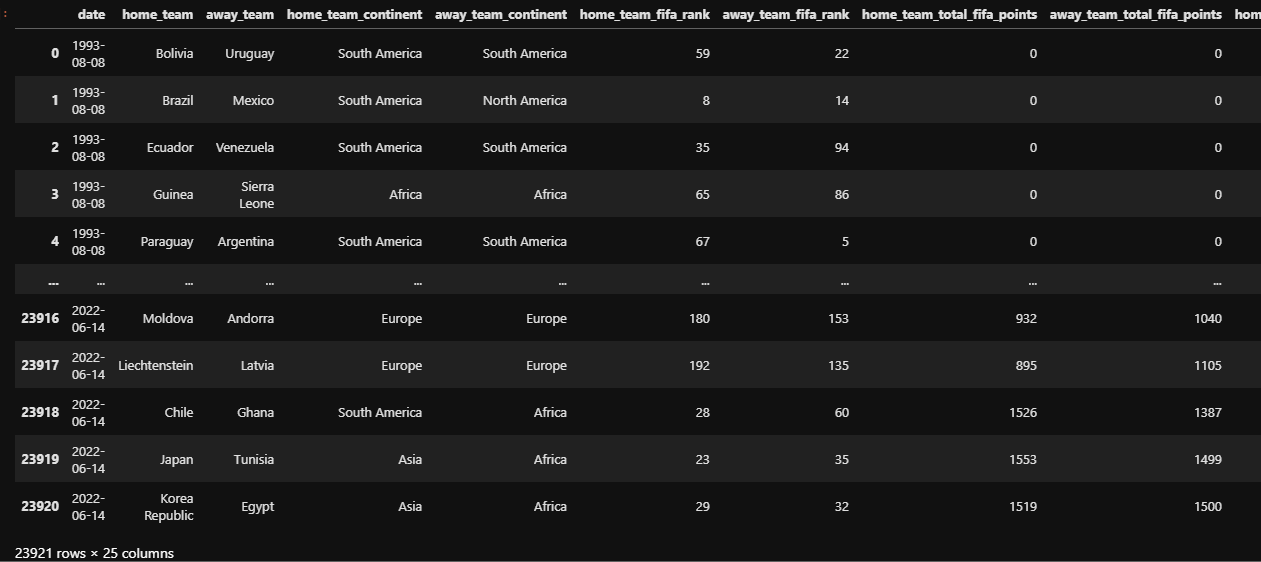 date home_team away_team home_team_continent away_team_continent home_team_fifa_rank away_team_fifa_rank home_team_total_fifa_points away_team_total_fifa_points hom
0 1993-08-08 Bolivia Uruguay South America South America 59 22 0 0
1 1993-08-08 Brazil Mexico South America North America 8 14 0 0
2 1993-08-08 Ecuador Venezuela South America South America 35 94 0 0
3 1993-08-08 Guinea Sierra Leone Africa Africa 65 86 0 0
4 1993-08-08 Paraguay Argentina South America South America 67 5 0 0
... ... ... ... ... ... ... ... ... ...
23916 2022-06-14 Moldova Andorra Europe Europe 180 153 932 1040
23917 2022-06-14 Liechtenstein Latvia Europe Europe 192 135 895 1105
23918 2022-06-14 Chile Ghana South America Africa 28 60 1526 1387
23919 2022-06-14 Japan Tunisia Asia Africa 23 35 1553 1499
23920 2022-06-14 Korea Republic Egypt Asia Africa 29 32 1519 1500
23921 rows × 25 columns